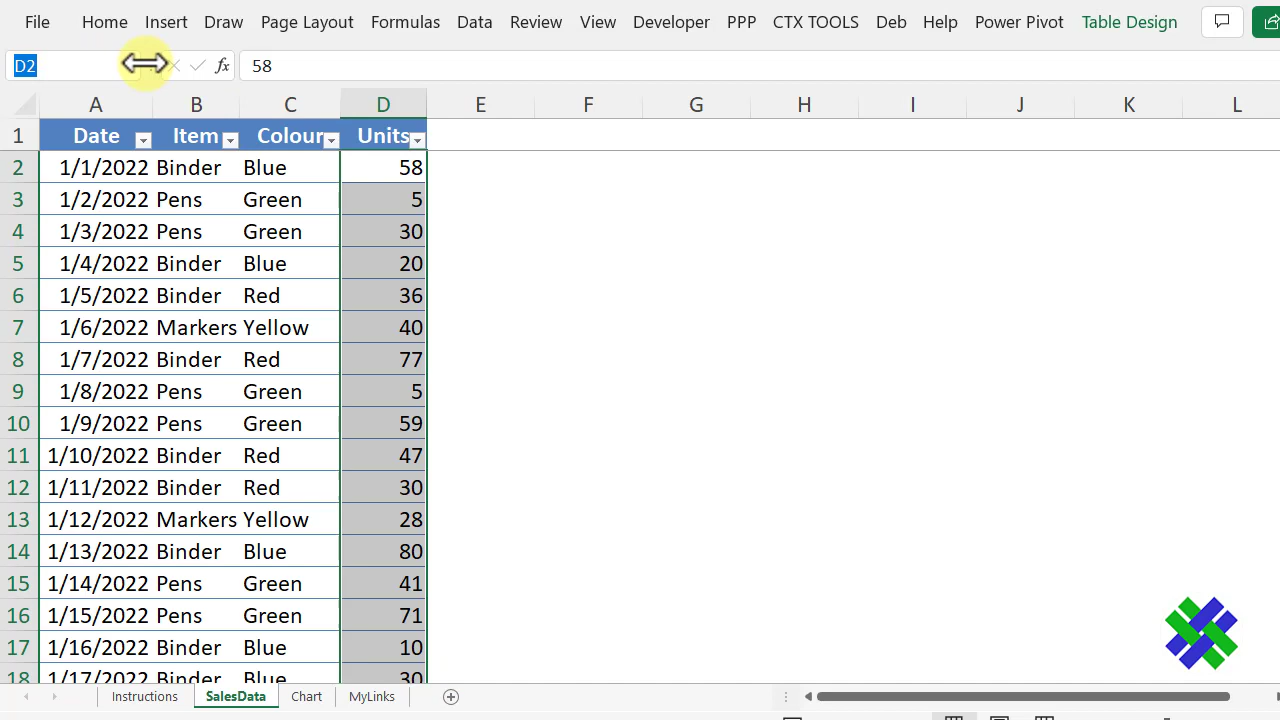 File Home Insert Draw Page Layout Formulas Data Review View Developer PPP CTX TOOLS Deb Help Power Pivot Table Design
D2 fx 58
A B C D E F G H I J K L
1 Date Item Colour Units
2 1/1/2022 Binder Blue 58
3 1/2/2022 Pens Green 5
4 1/3/2022 Pens Green 30
5 1/4/2022 Binder Blue 20
6 1/5/2022 Binder Red 36
7 1/6/2022 Markers Yellow 40
8 1/7/2022 Binder Red 77
9 1/8/2022 Pens Green 5
10 1/9/2022 Pens Green 59
11 1/10/2022 Binder Red 47
12 1/11/2022 Binder Red 30
13 1/12/2022 Markers Yellow 28
14 1/13/2022 Binder Blue 80
15 1/14/2022 Pens Green 41
16 1/15/2022 Pens Green 71
17 1/16/2022 Binder Blue 10
18 1/17/2022 Binder Blue 30
Instructions SalesData Chart MyLinks